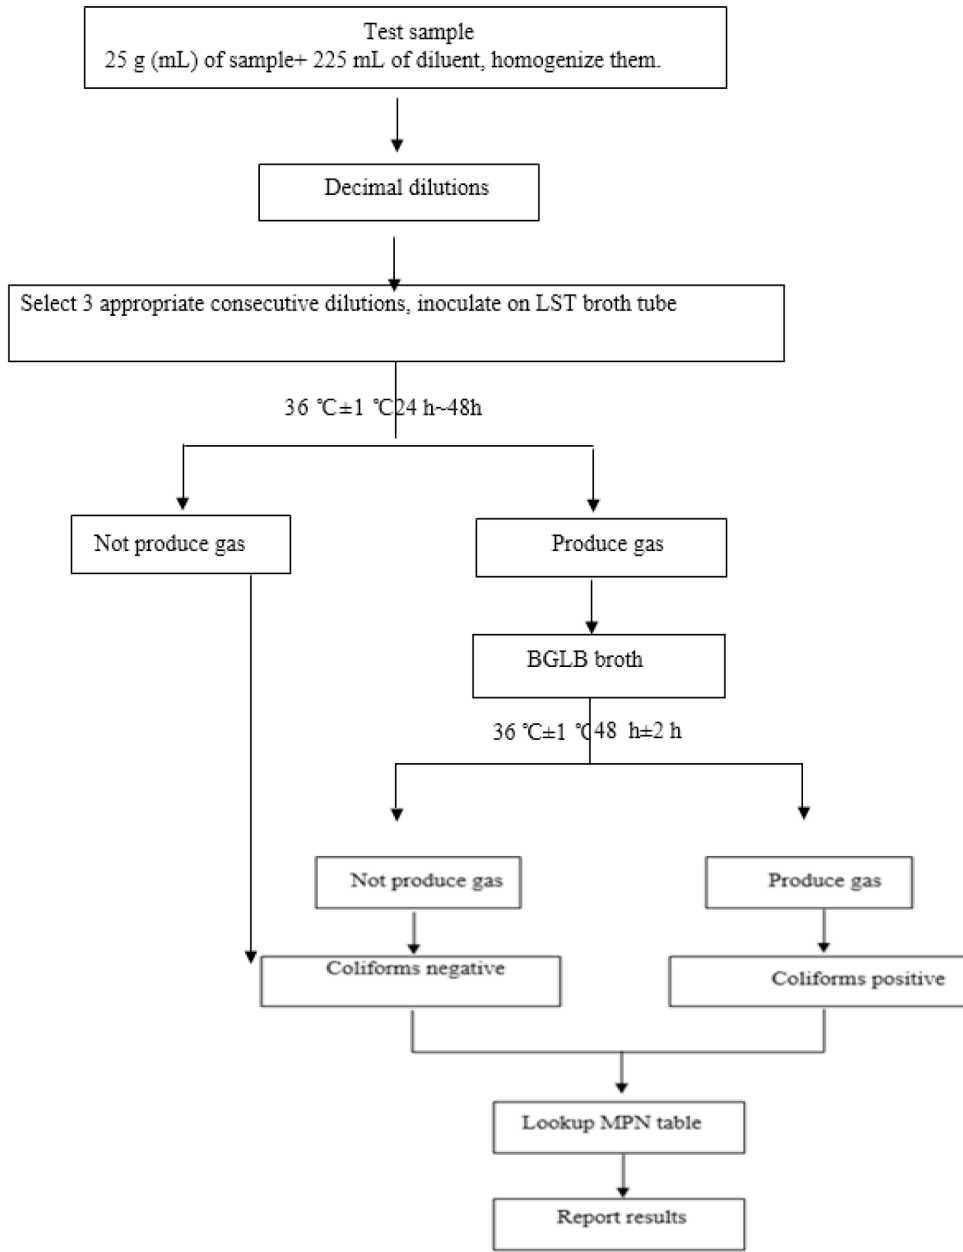 Test sample
25 g (mL) of sample+ 225 mL of diluent, homogenize them.
Decimal dilutions
Select 3 appropriate consecutive dilutions, inoculate on LST broth tube
36 ℃±1 ℃24 h~48h
Not produce gas
Produce gas
BGLB broth
36 ℃±1 ℃48 h±2 h
Not produce gas
Produce gas
Coliforms negative
Coliforms positive
Lookup MPN table
Report results